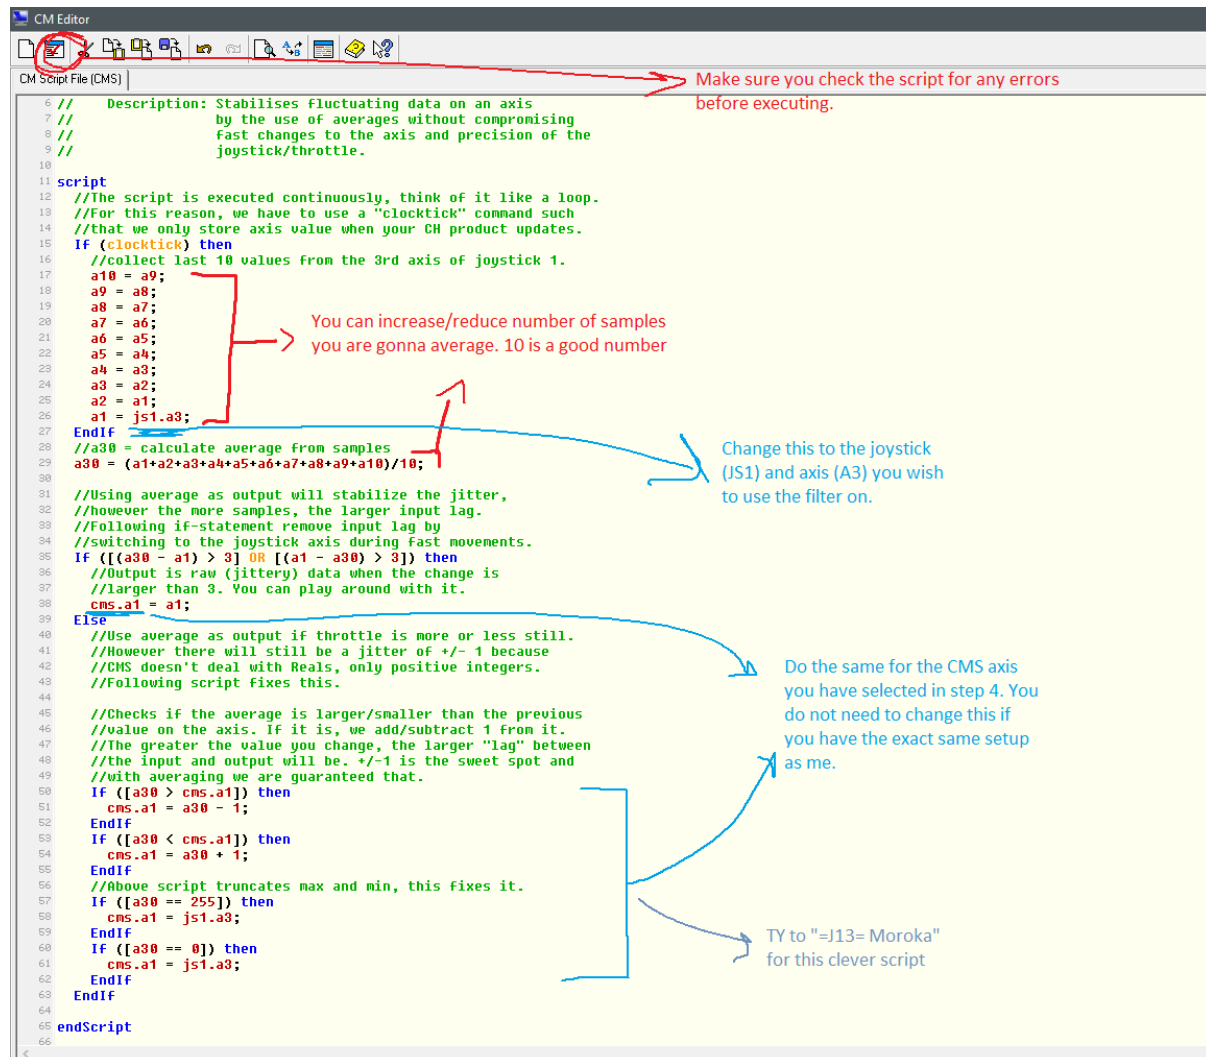 CM Editor
CM Script File (CMS)
Make sure you check the script for any errors
before executing.
6 //    Description: Stabilises fluctuating data on an axis
7 //                 by the use of averages without compromising
8 //                 fast changes to the axis and precision of the
9 //                 joystick/throttle.
10
11 script
12   //The script is executed continuously, think of it like a loop.
13   //For this reason, we have to use a "clocktick" command such
14   //that we only store axis value when your CH product updates.
15   If (clocktick) then
16     //collect last 10 values from the 3rd axis of joystick 1.
17     a10 = a9;
18     a9 = a8;
19     a8 = a7;
20     a7 = a6;
21     a6 = a5;
22     a5 = a4;
23     a4 = a3;
24     a3 = a2;
25     a2 = a1;
26     a1 = js1.a3;
27   EndIf
28   //a30 = calculate average from samples
29   a30 = (a1+a2+a3+a4+a5+a6+a7+a8+a9+a10)/10;
30
31   //Using average as output will stabilize the jitter,
32   //however the more samples, the larger input lag.
33   //Following if-statement remove input lag by
34   //switching to the joystick axis during fast movements.
35   If ([(a30 - a1) > 3] OR [(a1 - a30) > 3]) then
36     //Output is raw (jittery) data when the change is
37     //larger than 3. You can play around with it.
38     cms.a1 = a1;
39   Else
40     //Use average as output if throttle is more or less still.
41     //However there will still be a jitter of +/- 1 because
42     //CMS doesn't deal with Reals, only positive integers.
43     //Following script fixes this.
44
45     //Checks if the average is larger/smaller than the previous
46     //value on the axis. If it is, we add/subtract 1 from it.
47     //The greater the value you change, the larger "lag" between
48     //the input and output will be. +/-1 is the sweet spot and
49     //with averaging we are guaranteed that.
50     If ([a30 > cms.a1]) then
51       cms.a1 = a30 - 1;
52     EndIf
53     If ([a30 < cms.a1]) then
54       cms.a1 = a30 + 1;
55     EndIf
56     //Above script truncates max and min, this fixes it.
57     If ([a30 == 255]) then
58       cms.a1 = js1.a3;
59     EndIf
60     If ([a30 == 0]) then
61       cms.a1 = js1.a3;
62     EndIf
63   EndIf
64
65 endScript
66
You can increase/reduce number of samples
you are gonna average. 10 is a good number
Change this to the joystick
(JS1) and axis (A3) you wish
to use the filter on.
Do the same for the CMS axis
you have selected in step 4. You
do not need to change this if
you have the exact same setup
as me.
TY to "=J13= Moroka"
for this clever script